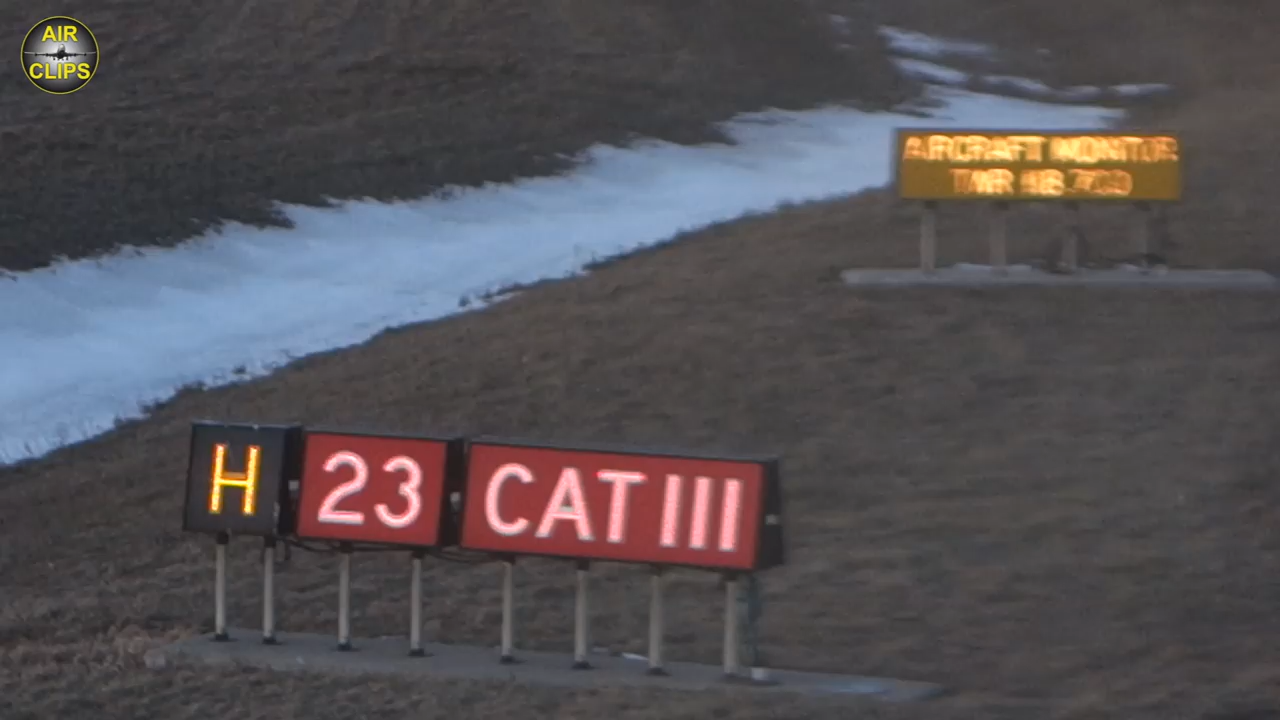 AIR
CLIPS
AIRCRAFT MONITOR
TWR
H 23 CAT III